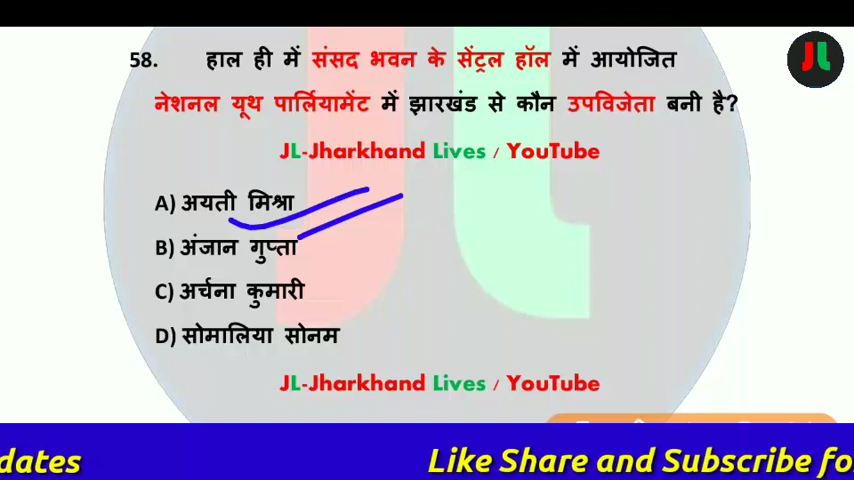 58. हाल ही में संसद भवन के सेंट्रल हॉल में आयोजित
नेशनल यूथ पार्लियामेंट में झारखंड से कौन उपविजेता बनी है?
JL-Jharkhand Lives / YouTube
A) अयती मिश्रा
B) अंजान गुप्ता
C) अर्चना कुमारी
D) सोमालिया सोनम
JL-Jharkhand Lives / YouTube
dates Like Share and Subscribe fo
JL